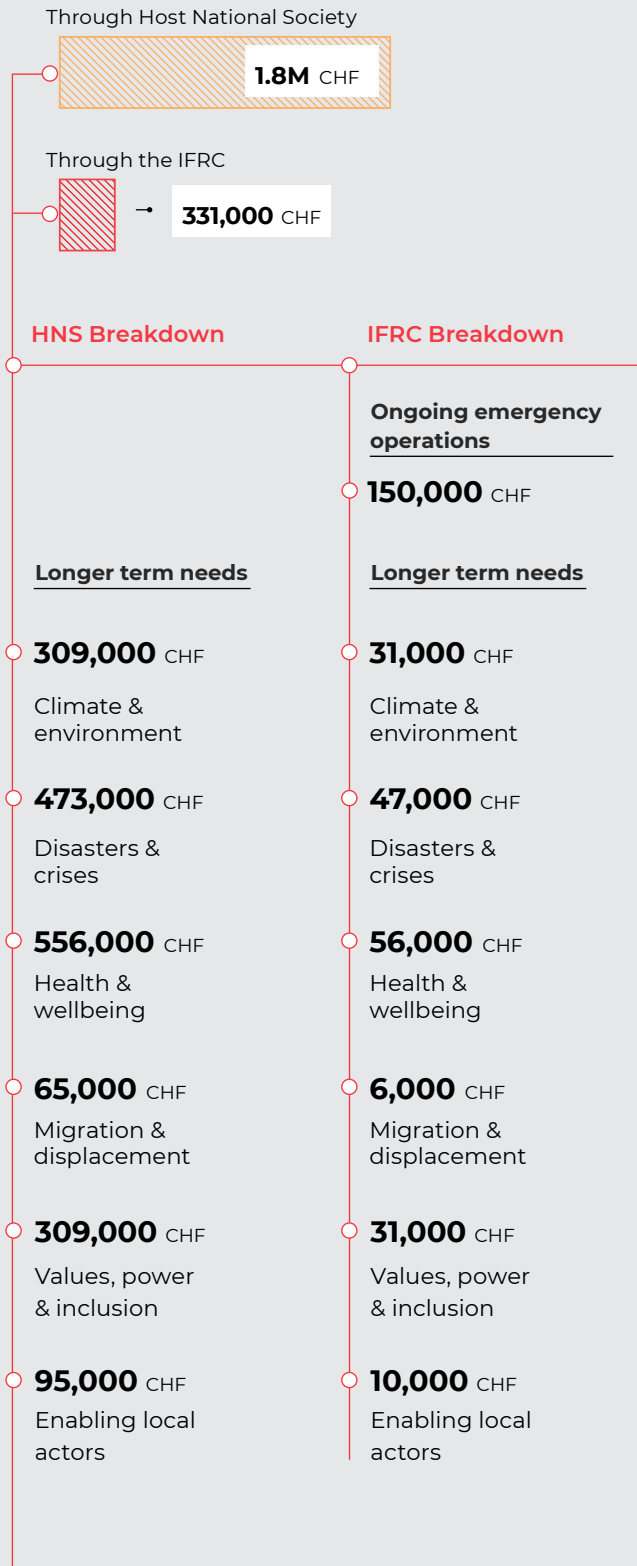 Through Host National Society
1.8M CHF
Through the IFRC
331,000 CHF
HNS Breakdown
Longer term needs
309,000 CHF
Climate &
environment
473,000 CHF
Disasters &
crises
556,000 CHF
Health &
wellbeing
65,000 CHF
Migration &
displacement
309,000 CHF
Values, power
& inclusion
95,000 CHF
Enabling local
actors
IFRC Breakdown
Ongoing emergency
operations
150,000 CHF
Longer term needs
31,000 CHF
Climate &
environment
47,000 CHF
Disasters &
crises
56,000 CHF
Health &
wellbeing
6,000 CHF
Migration &
displacement
31,000 CHF
Values, power
& inclusion
10,000 CHF
Enabling local
actors